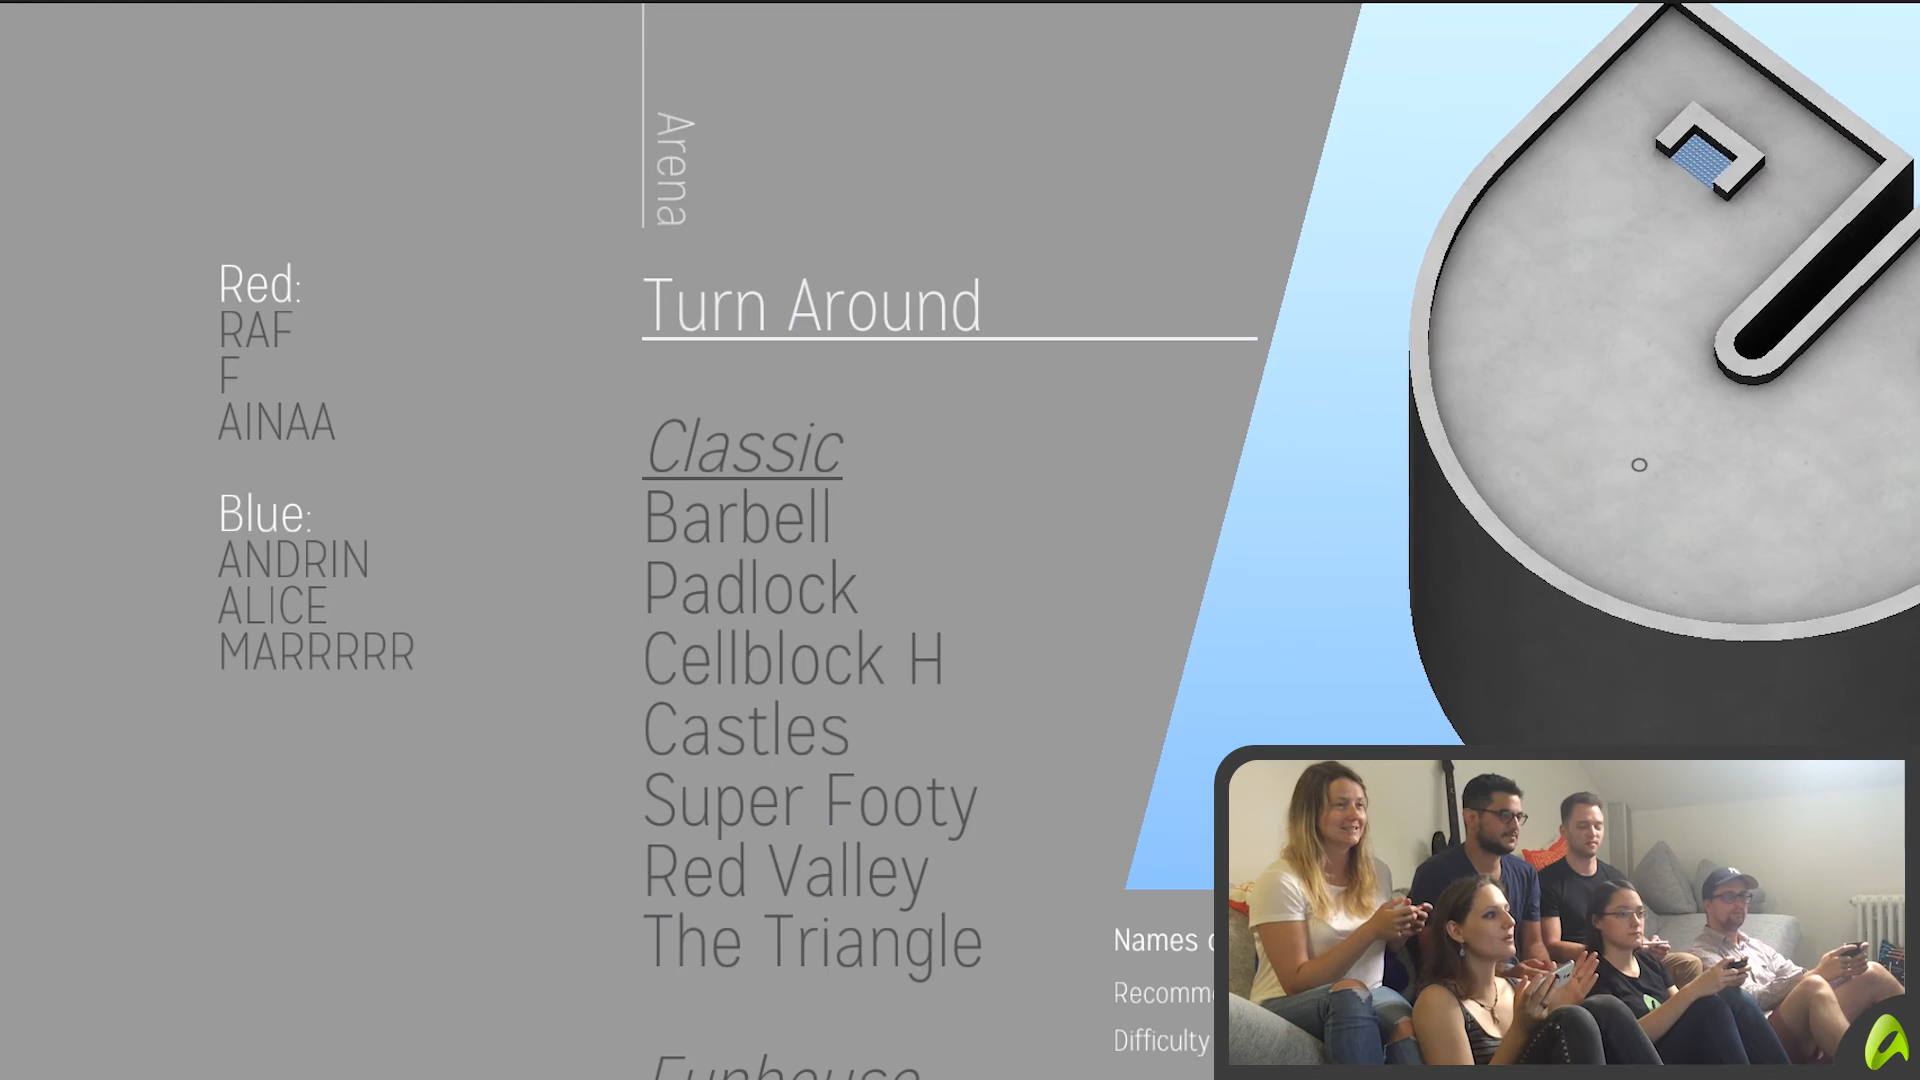 Arena
Red:
RAF
F
AINAA
Blue:
ANDRIN
ALICE
MARRRRR
Turn Around
Classic
Barbell
Padlock
Cellblock H
Castles
Super Footy
Red Valley
The Triangle
Funhouse
Names
Difficulty